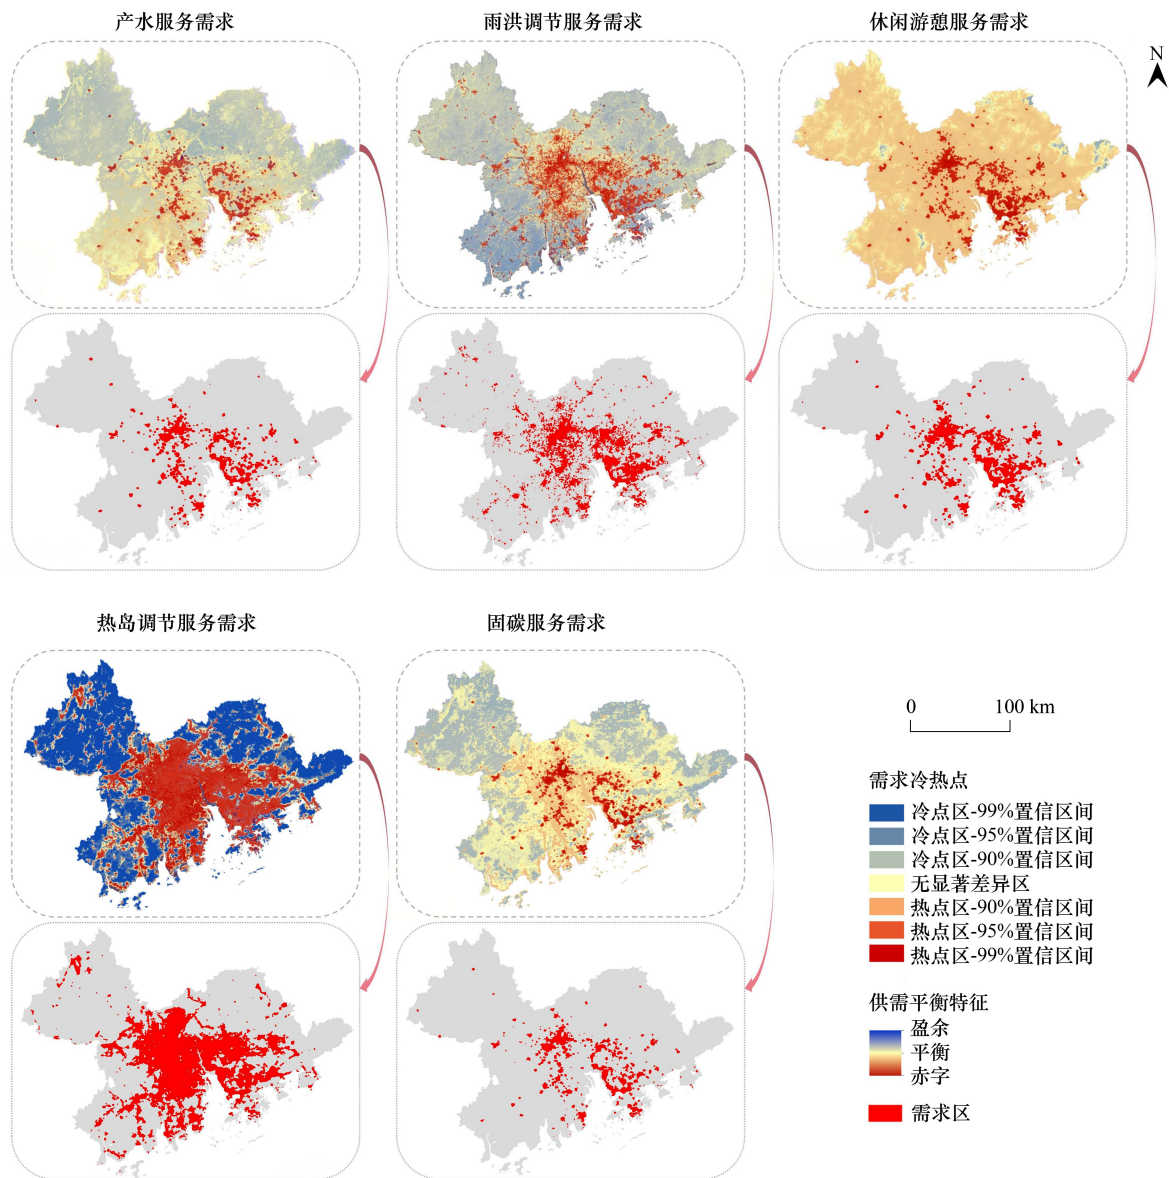 产水服务需求
雨洪调节服务需求
休闲游憩服务需求
N
热岛调节服务需求
固碳服务需求
0 100 km
需求冷热点
冷点区-99%置信区间
冷点区-95%置信区间
冷点区-90%置信区间
无显著差异区
热点区-90%置信区间
热点区-95%置信区间
热点区-99%置信区间
供需平衡特征
盈余
平衡
赤字
需求区